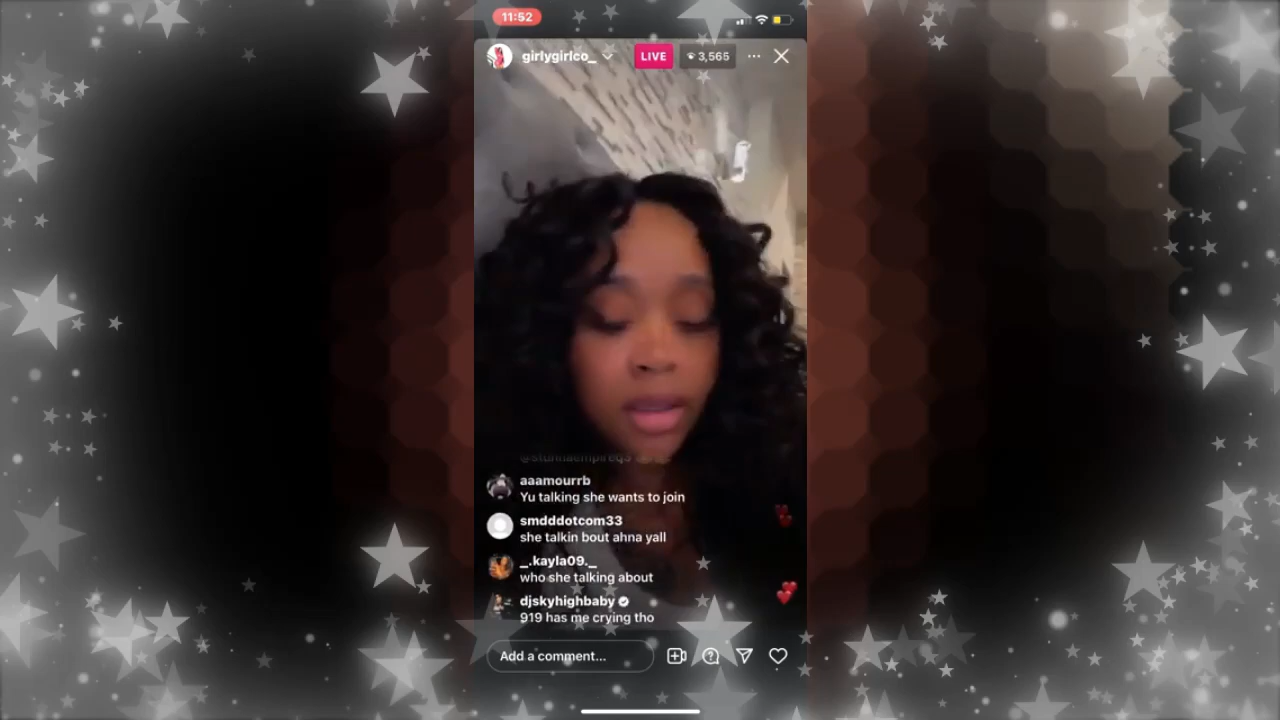 11:52
girlygirlco_
LIVE
3,565
aaamourrb
Yu talking she wants to join
smdddotcom33
she talkin bout ahna yall
_.kayla09._
who she talking about
djskyhighbaby
919 has me crying tho
Add a comment...